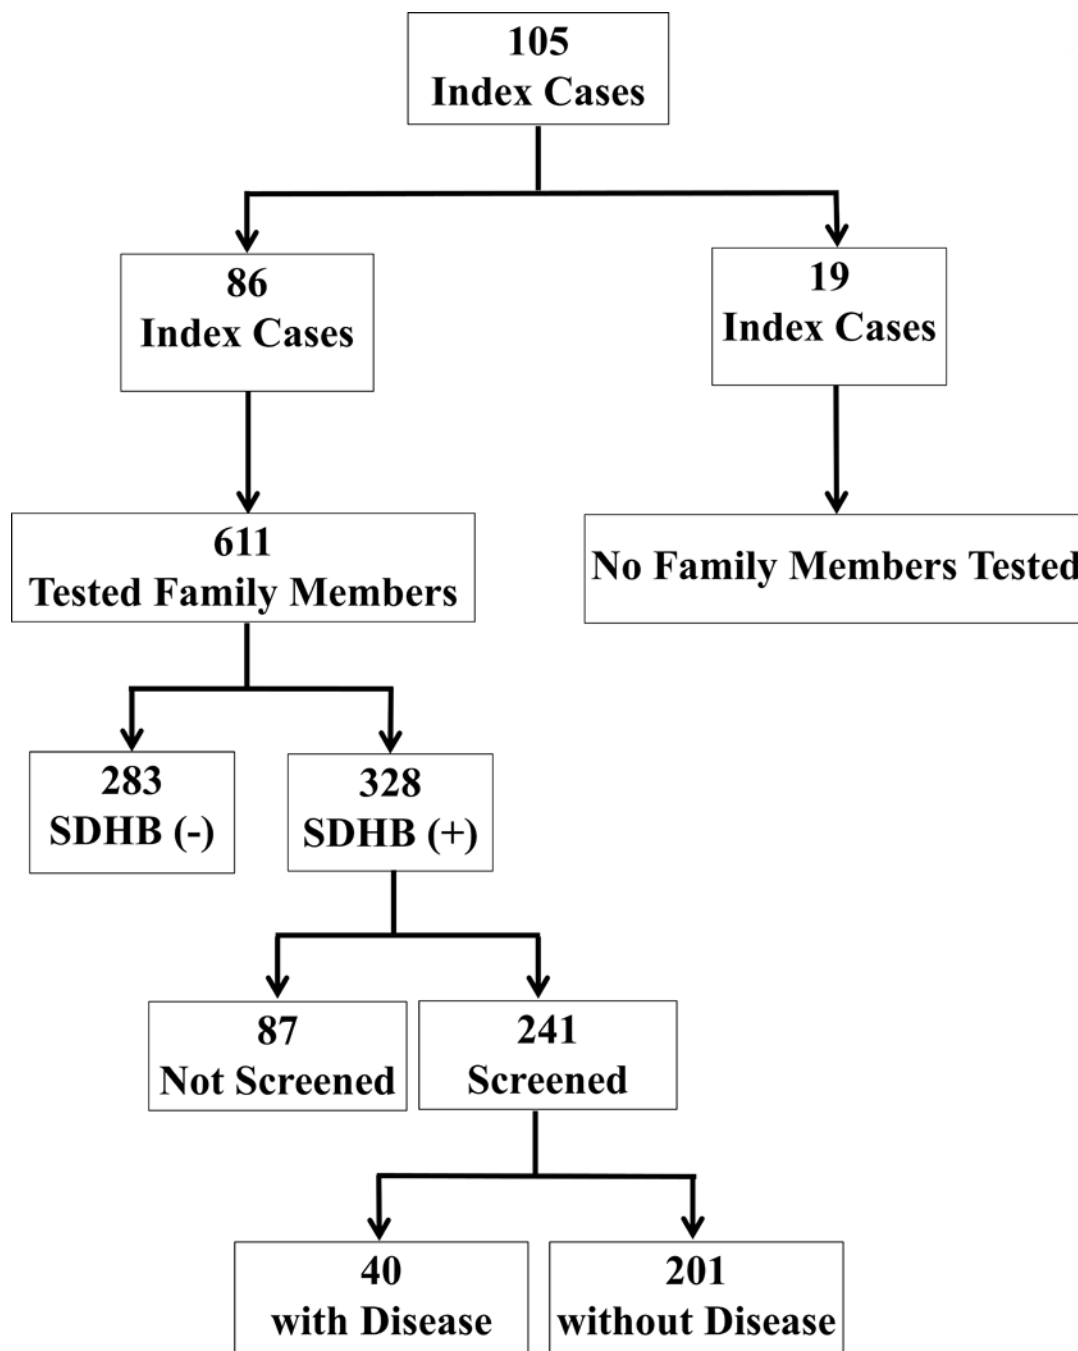 105
Index Cases
86
Index Cases
19
Index Cases
611
Tested Family Members
No Family Members Tested
283
SDHB (-)
328
SDHB (+)
87
Not Screened
241
Screened
40
with Disease
201
without Disease